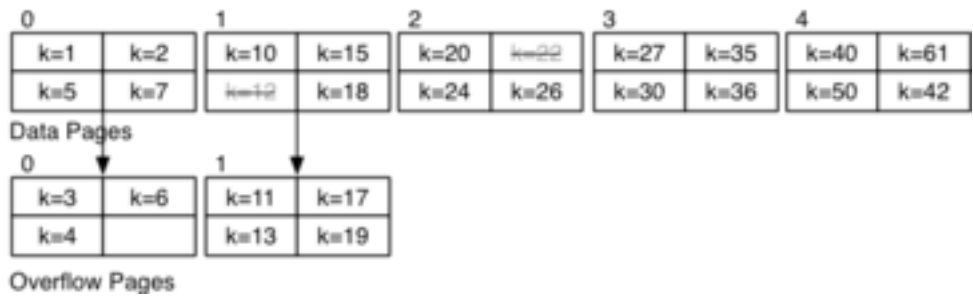 0 1 2 3 4
k=1 k=2 k=10 k=15 k=20 k=22 k=27 k=35 k=40 k=61
k=5 k=7 k=12 k=18 k=24 k=26 k=30 k=36 k=50 k=42
Data Pages
0 1
k=3 k=6 k=11 k=17
k=4 k=13 k=19
Overflow Pages